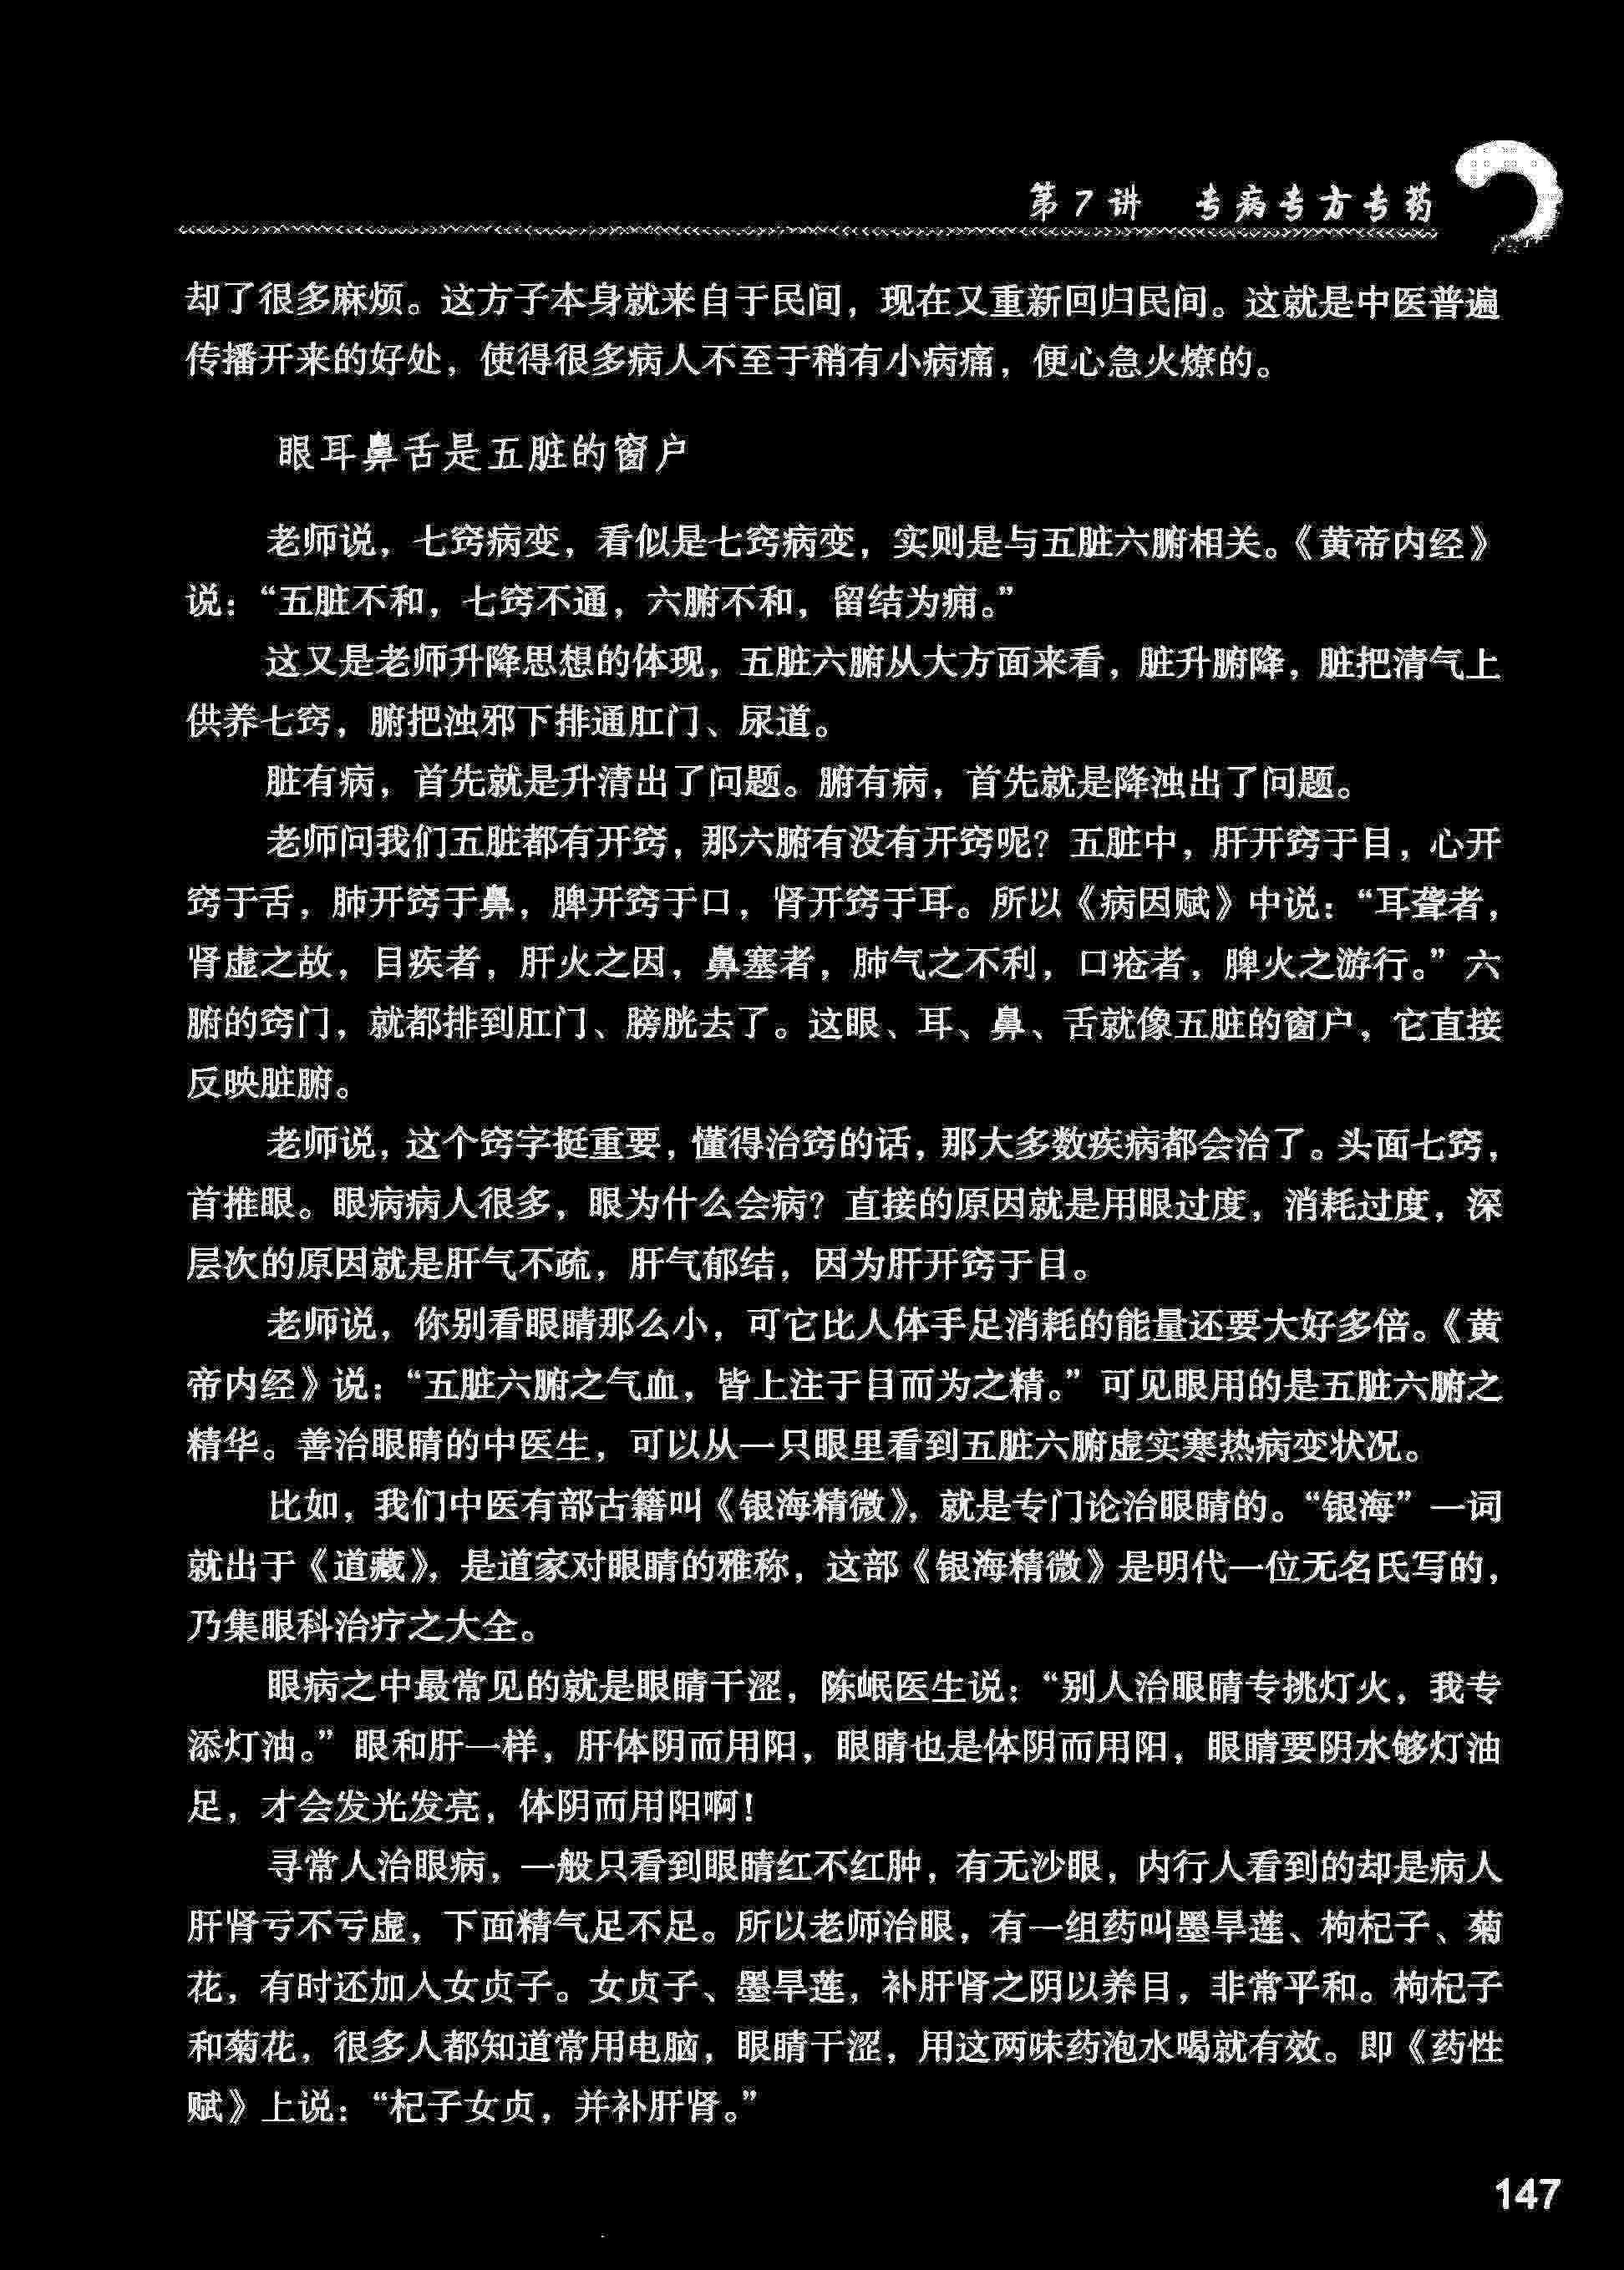 第7讲 专病专方专药
却了很多麻烦。这方子本身就来自于民间，现在又重新回归民间。这就是中医普遍
传播开来的好处，使得很多病人不至于稍有小病痛，便心急火燎的。
眼耳鼻舌是五脏的窗户
老师说，七窍病变，看似是七窍病变，实则是与五脏六腑相关。《黄帝内经》
说：“五脏不和，七窍不通，六腑不和，留结为痈。”
这又是老师升降思想的体现，五脏六腑从大方面来看，脏升腑降，脏把清气上
供养七窍，腑把浊邪下排通肛门、尿道。
脏有病，首先就是升清出了问题。腑有病，首先就是降浊出了问题。
老师问我们五脏都有开窍，那六腑有没有开窍呢？五脏中，肝开窍于目，心开
窍于舌，肺开窍于鼻，脾开窍于口，肾开窍于耳。所以《病因赋》中说：“耳聋者，
肾虚之故，目疾者，肝火之因，鼻塞者，肺气之不利，口疮者，脾火之游行。”六
腑的窍门，就都排到肛门、膀胱去了。这眼、耳、鼻、舌就像五脏的窗户，它直接
反映脏腑。
老师说，这个窍字挺重要，懂得治窍的话，那大多数疾病都会治了。头面七窍，
首推眼。眼病病人很多，眼为什么会病？直接的原因就是用眼过度，消耗过度，深
层次的原因就是肝气不疏，肝气郁结，因为肝开窍于目。
老师说，你别看眼睛那么小，可它比人体手足消耗的能量还要大好多倍。《黄
帝内经》说：“五脏六腑之气血，皆上注于目而为之精。”可见眼用的是五脏六腑之
精华。善治眼睛的中医生，可以从一只眼里看到五脏六腑虚实寒热病变状况。
比如，我们中医有部古籍叫《银海精微》，就是专门论治眼睛的。“银海”一词
就出于《道藏》，是道家对眼睛的雅称，这部《银海精微》是明代一位无名氏写的，
乃集眼科治疗之大全。
眼病之中最常见的就是眼睛干涩，陈岷医生说：“别人治眼睛专挑灯火，我专
添灯油。”眼和肝一样，肝体阴而用阳，眼睛也是体阴而用阳，眼睛要阴水够灯油
足，才会发光发亮，体阴而用阳啊！
寻常人治眼病，一般只看到眼睛红不红肿，有无沙眼，内行人看到的却是病人
肝肾亏不亏虚，下面精气足不足。所以老师治眼，有一组药叫墨旱莲、枸杞子、菊
花，有时还加入女贞子。女贞子、墨旱莲，补肝肾之阴以养目，非常平和。枸杞子
和菊花，很多人都知道常用电脑，眼睛干涩，用这两味药泡水喝就有效。即《药性
赋》上说：“杞子女贞，并补肝肾。”
147